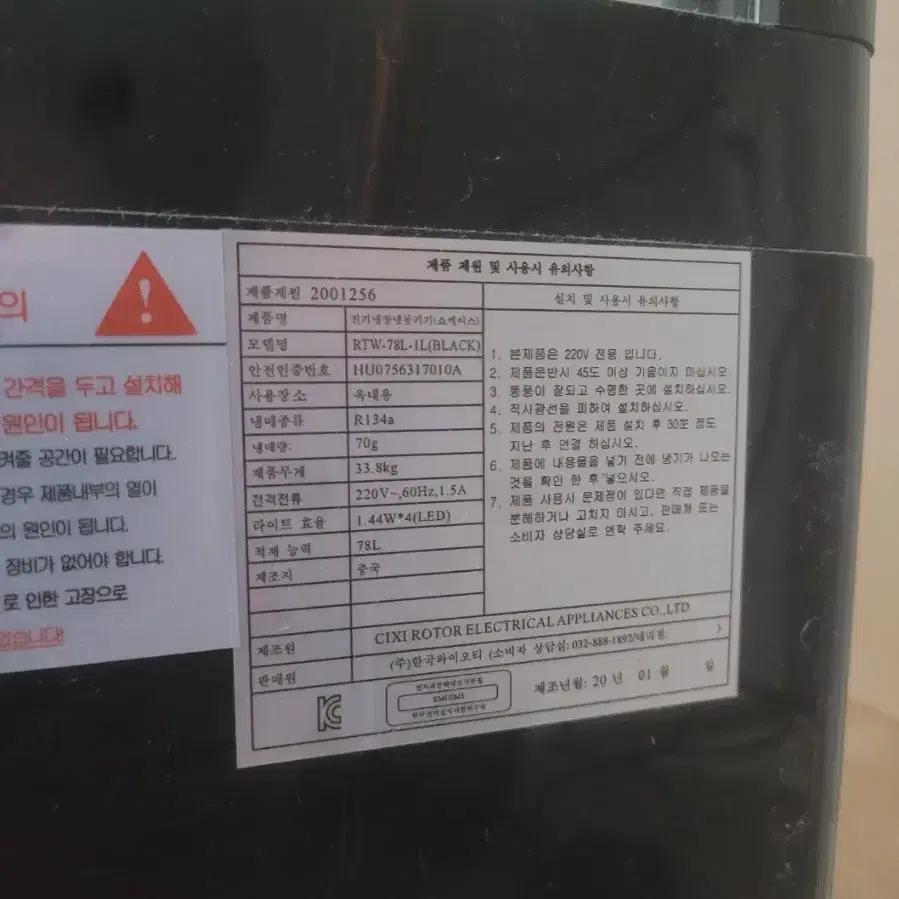 의
간격을 두고 설치해
원인이 됩니다.
켜줄 공간이 필요합니다.
경우 제품내부의 열이
의 원인이 됩니다.
장비가 없어야 합니다.
로 인한 고장으로
제품 제원 및 사용시 유의사항
제품제원 2001256
제품명 전기냉장냉동기기(쇼케이스)
모델명 RTW-78L-1L(BLACK)
안전인증번호 HU0756317010A
사용장소 옥내용
냉매종류 R134a
냉매량: 70g
제품무게 33.8kg
전격전류 220V~,60Hz,1.5A
라이트 효율 1.44W*4(LED)
적재 능력 78L
제조지 중국
설치 및 사용시 유의사항
1. 본제품은 220V 전용 입니다.
2. 제품운반시 45도 이상 기울이지 마십시오.
3. 통풍이 잘되고 수평한 곳에 설치하십시오.
4. 직사광선을 피하여 설치하십시오.
5. 제품의 전원은 제품 설치 후 30분 정도
지난 후 연결 하십시오.
6. 제품에 내용물을 넣기 전에 냉기가 나오는
것을 확인 한 후 넣으시오.
7. 제품 사용시 문제점이 있다면 직접 제품을
분해하거나 고치지 마시고, 판매처 또는
소비자 상담실로 연락 주세요.
제조원 CIXI ROTOR ELECTRICAL APPLIANCES CO.,LTD
판매원 (주)한국와이오티 (소비자 상담실: 032-888-1892/내덕월. )
제조년월: 20 년 01 월 일